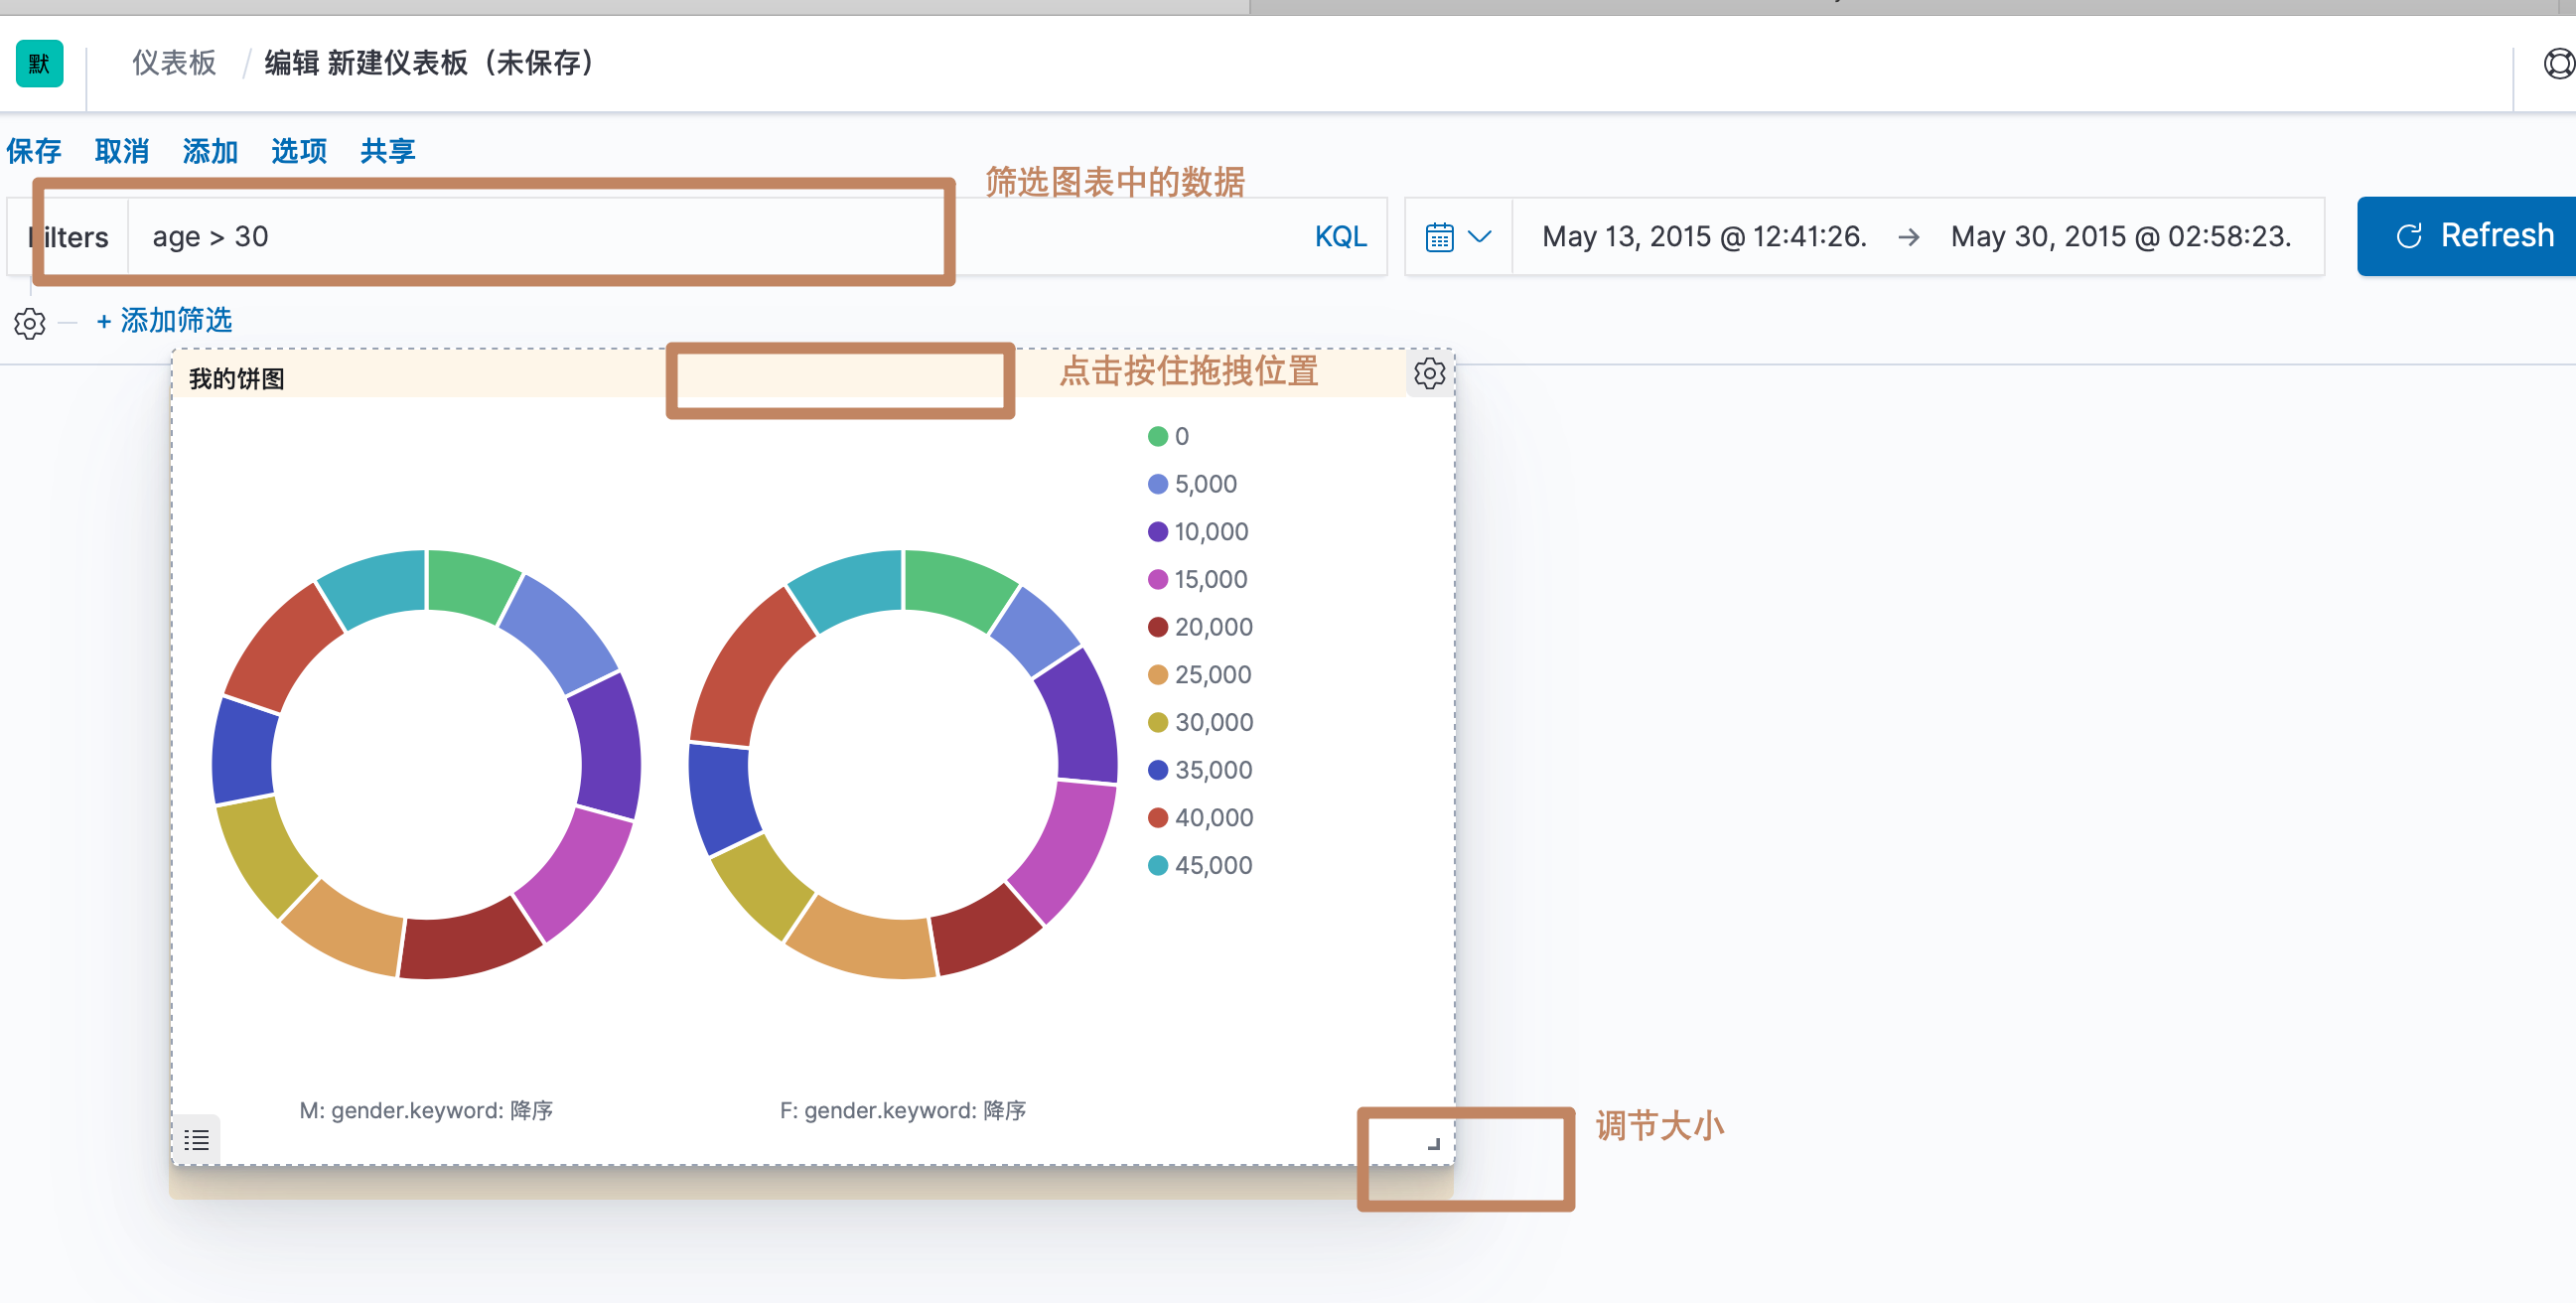 默
仪表板 / 编辑 新建仪表板（未保存）
保存 取消 添加 选项 共享
筛选图表中的数据
Filters age > 30 KQL May 13, 2015 @ 12:41:26. → May 30, 2015 @ 02:58:23. Refresh
+ 添加筛选
我的饼图
点击按住拖拽位置
0
5,000
10,000
15,000
20,000
25,000
30,000
35,000
40,000
45,000
M: gender.keyword: 降序
F: gender.keyword: 降序
调节大小